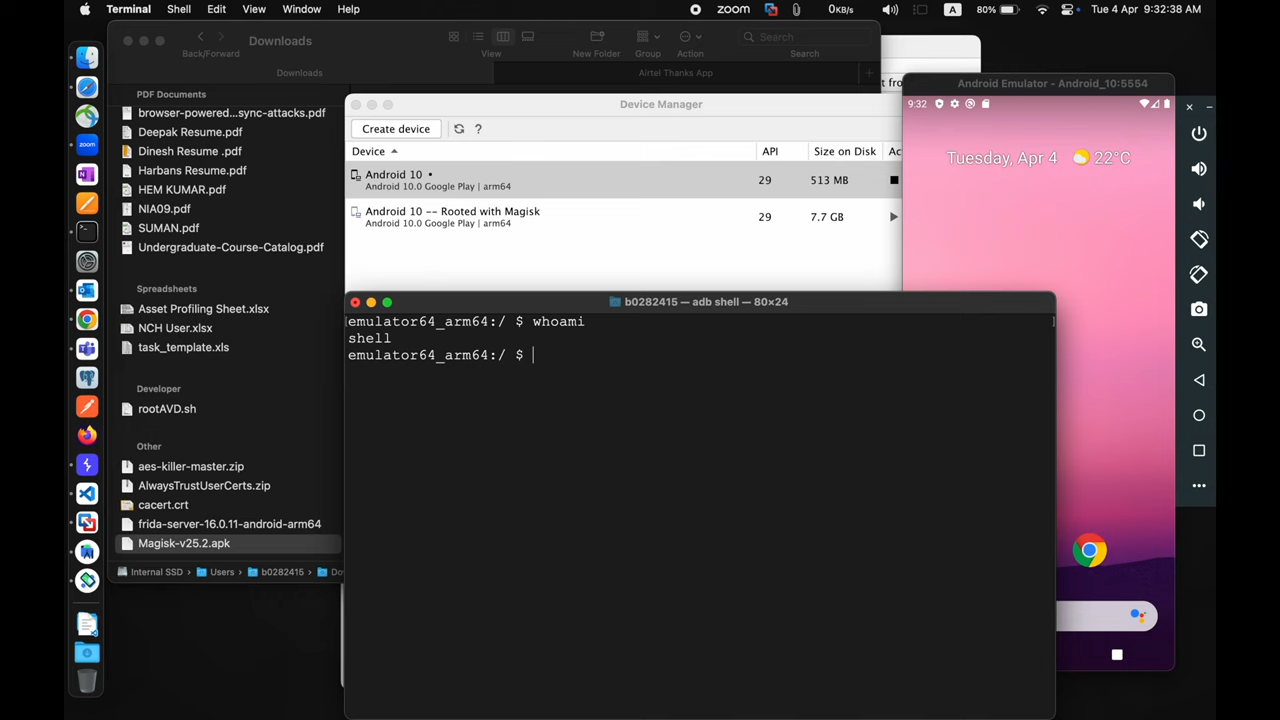 Terminal Shell Edit View Window Help
zoom 0KB/s A 80% Tue 4 Apr 9:32:38 AM
Downloads
Back/Forward View New Folder Group Action Search
Search
Downloads
Airtel Thanks App
PDF Documents
browser-powered...sync-attacks.pdf
Deepak Resume.pdf
Dinesh Resume .pdf
Harbans Resume.pdf
HEM KUMAR.pdf
NIA09.pdf
SUMAN.pdf
Undergraduate-Course-Catalog.pdf
Spreadsheets
Asset Profiling Sheet.xlsx
NCH User.xlsx
task_template.xls
Developer
rootAVD.sh
Other
aes-killer-master.zip
AlwaysTrustUserCerts.zip
cacert.crt
frida-server-16.0.11-android-arm64
Magisk-v25.2.apk
Internal SSD › Users › b0282415 › Do
zoom
t from
Device Manager
Create device ?
Device API Size on Disk Ac
Android 10 •
Android 10.0 Google Play | arm64
29 513 MB
Android 10 -- Rooted with Magisk
Android 10.0 Google Play | arm64
29 7.7 GB
b0282415 — adb shell — 80×24
emulator64_arm64:/ $ whoami
shell
emulator64_arm64:/ $
Android Emulator - Android_10:5554
9:32
Tuesday, Apr 4 22°C